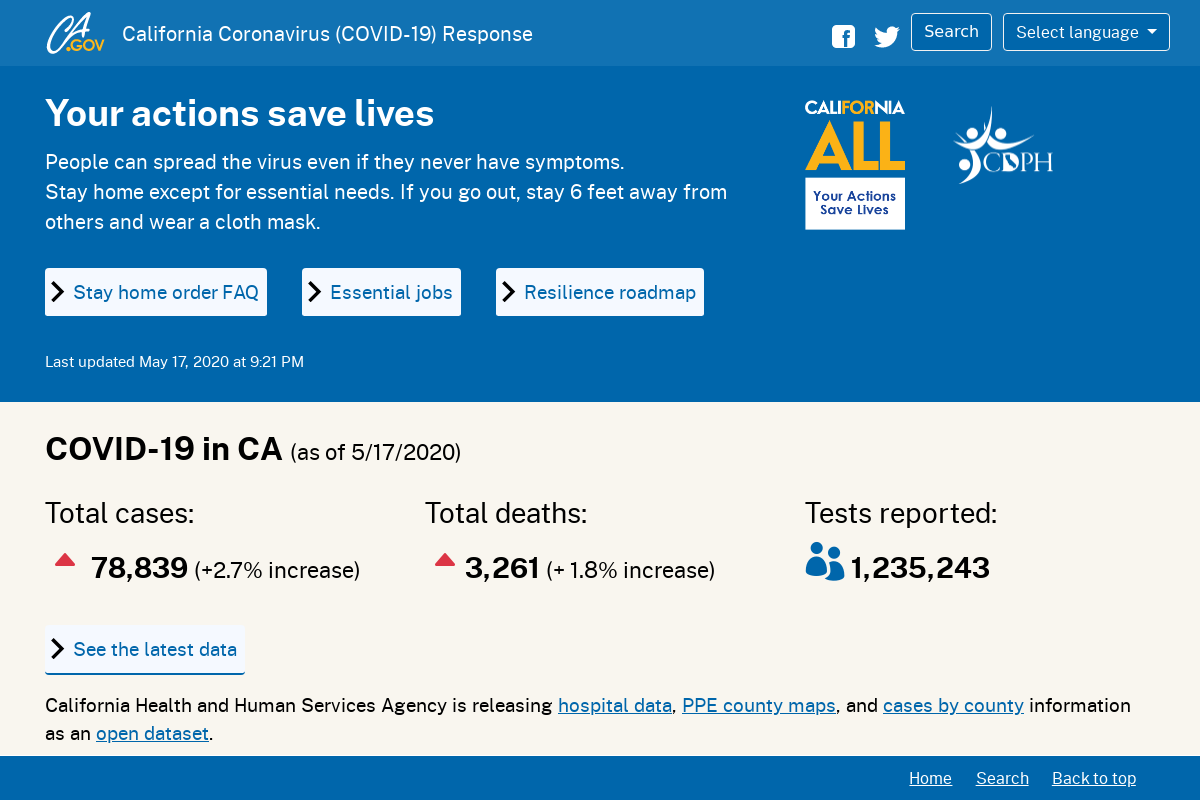 CA.GOV California Coronavirus (COVID-19) Response Search Select language
Your actions save lives
People can spread the virus even if they never have symptoms.
Stay home except for essential needs. If you go out, stay 6 feet away from
others and wear a cloth mask.
CALIFORNIA
ALL
Your Actions
Save Lives
CDPH
Stay home order FAQ Essential jobs Resilience roadmap
Last updated May 17, 2020 at 9:21 PM
COVID-19 in CA (as of 5/17/2020)
Total cases: Total deaths: Tests reported:
78,839 (+2.7% increase) 3,261 (+ 1.8% increase) 1,235,243
See the latest data
California Health and Human Services Agency is releasing hospital data, PPE county maps, and cases by county information
as an open dataset.
Home Search Back to top